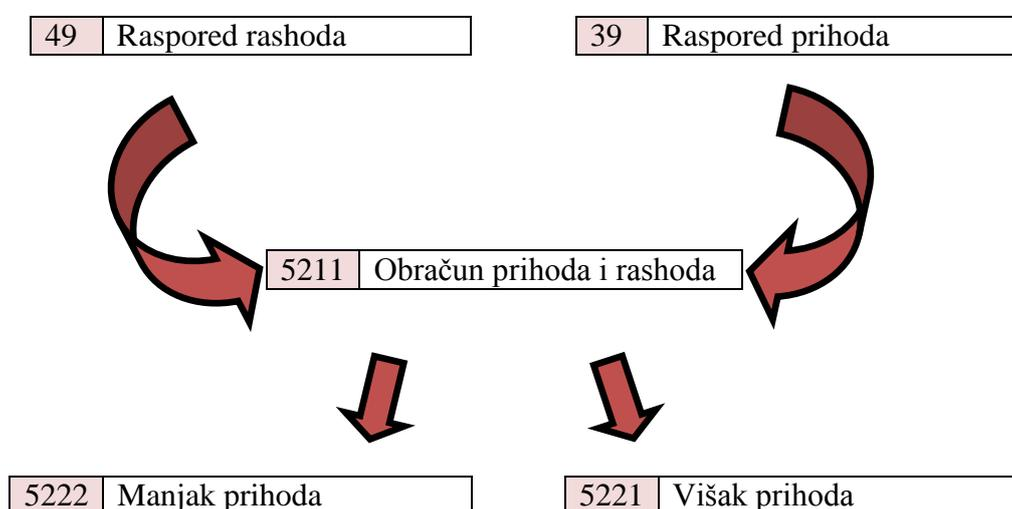 49 Raspored rashoda
39 Raspored prihoda
5211 Obračun prihoda i rashoda
5222 Manjak prihoda
5221 Višak prihoda